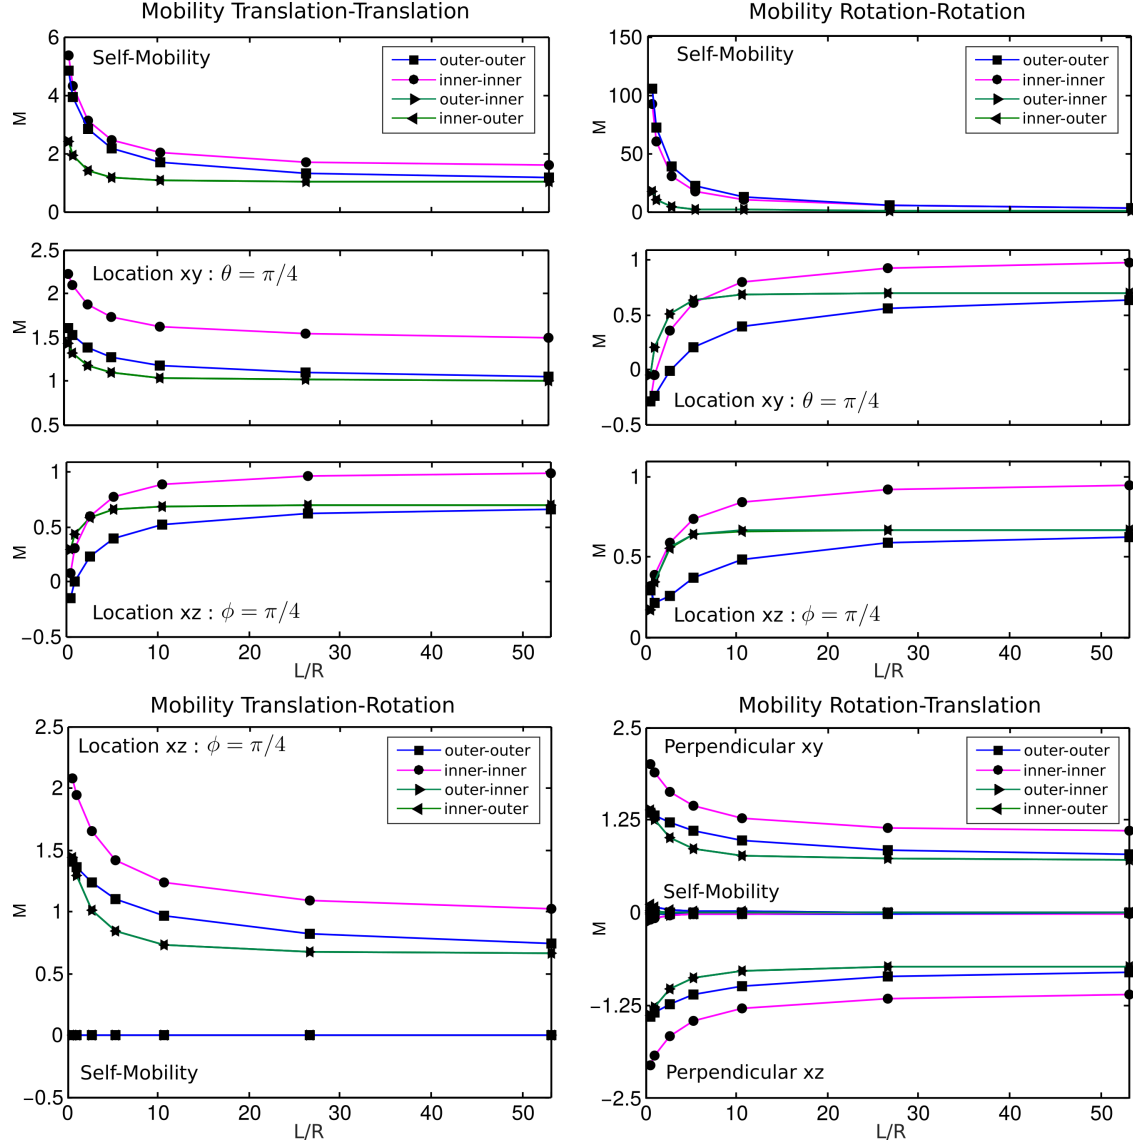 Mobility Translation-Translation
Mobility Rotation-Rotation
6
4
2
0
M
Self-Mobility
outer-outer
inner-inner
outer-inner
inner-outer
150
100
50
0
M
Self-Mobility
outer-outer
inner-inner
outer-inner
inner-outer
2.5
2
1.5
1
0.5
M
Location xy : θ = π/4
1
0.5
0
−0.5
M
Location xy : θ = π/4
1
0.5
0
−0.5
M
Location xz : ϕ = π/4
0 10 20 30 40 50
L/R
1
0.5
0
M
Location xz : ϕ = π/4
0 10 20 30 40 50
L/R
Mobility Translation-Rotation
Mobility Rotation-Translation
2.5
2
1.5
1
0.5
0
−0.5
M
Location xz : ϕ = π/4
outer-outer
inner-inner
outer-inner
inner-outer
Self-Mobility
0 10 20 30 40 50
L/R
2.5
1.25
0
−1.25
−2.5
M
Perpendicular xy
outer-outer
inner-inner
outer-inner
inner-outer
Self-Mobility
Perpendicular xz
0 10 20 30 40 50
L/R